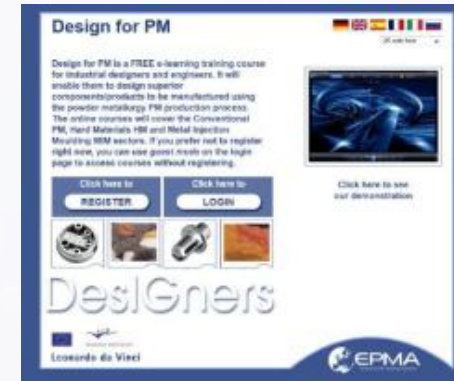 Design for PM
Design for PM is a FREE e-learning training course
for industrial designers and engineers. It will
enable them to design superior
components/products to be manufactured using
the powder metallurgy, PM production process.
The online courses will cover the Conventional
PM, Hard Materials HM and Metal Injection
Moulding MIM sectors. If you prefer not to register
right now, you can use guest mode on the login
page to access courses without registering.
Click here to
REGISTER
Click here to
LOGIN
Click here to see
our demonstration
DesIGners
Leonardo da Vinci
EPMA